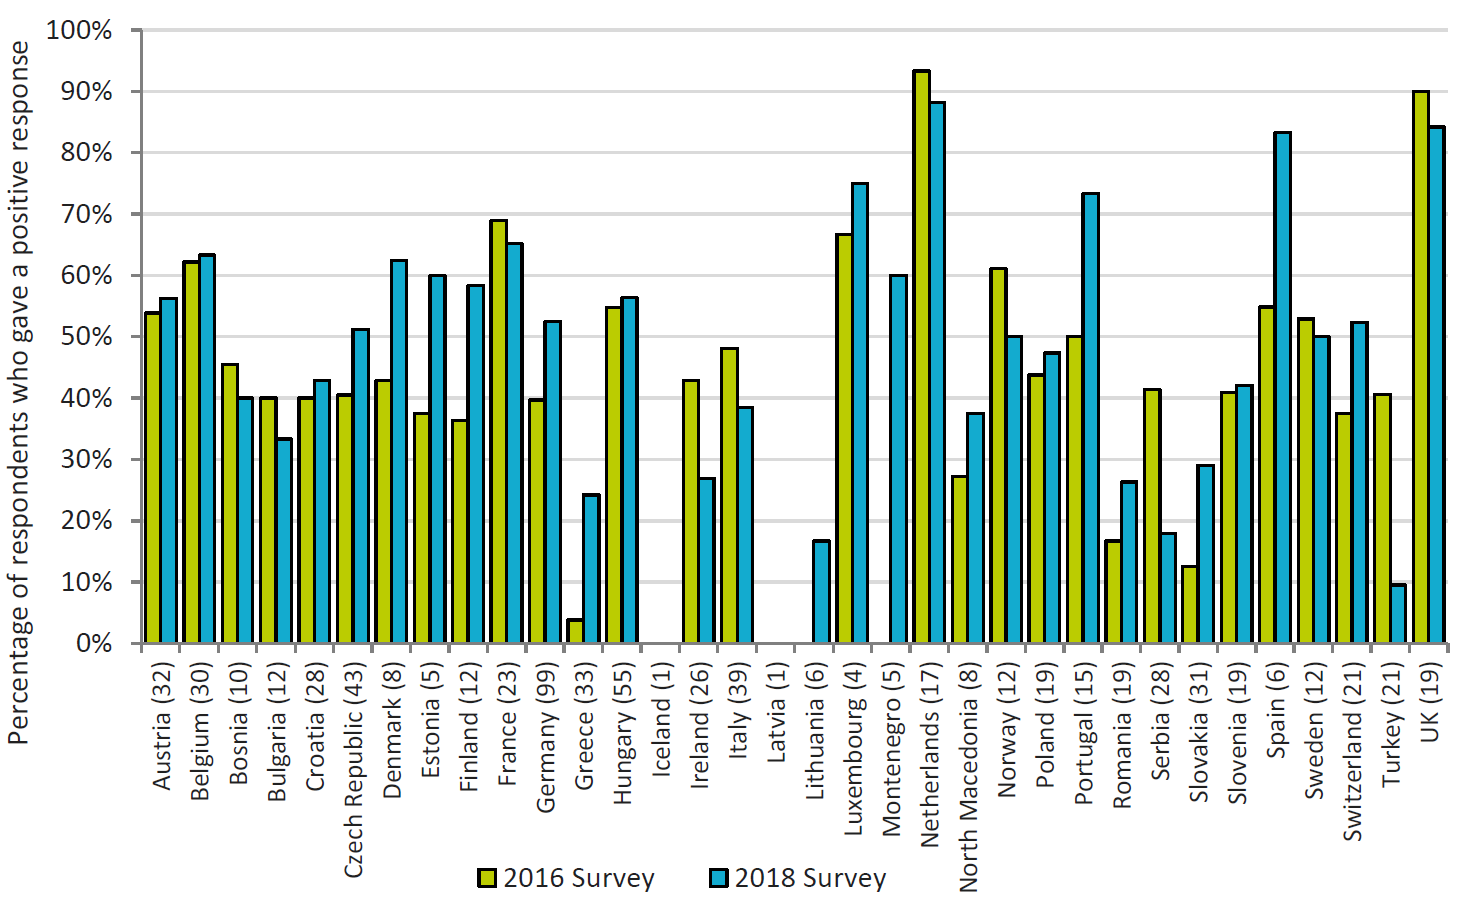 Percentage of respondents who gave a positive response
100%
90%
80%
70%
60%
50%
40%
30%
20%
10%
0%
Austria (32)
Belgium (30)
Bosnia (10)
Bulgaria (12)
Croatia (28)
Czech Republic (43)
Denmark (8)
Estonia (5)
Finland (12)
France (23)
Germany (99)
Greece (33)
Hungary (55)
Iceland (1)
Ireland (26)
Italy (39)
Latvia (1)
Lithuania (6)
Luxembourg (4)
Montenegro (5)
Netherlands (17)
North Macedonia (8)
Norway (12)
Poland (19)
Portugal (15)
Romania (19)
Serbia (28)
Slovakia (31)
Slovenia (19)
Spain (6)
Sweden (12)
Switzerland (21)
Turkey (21)
UK (19)
2016 Survey
2018 Survey